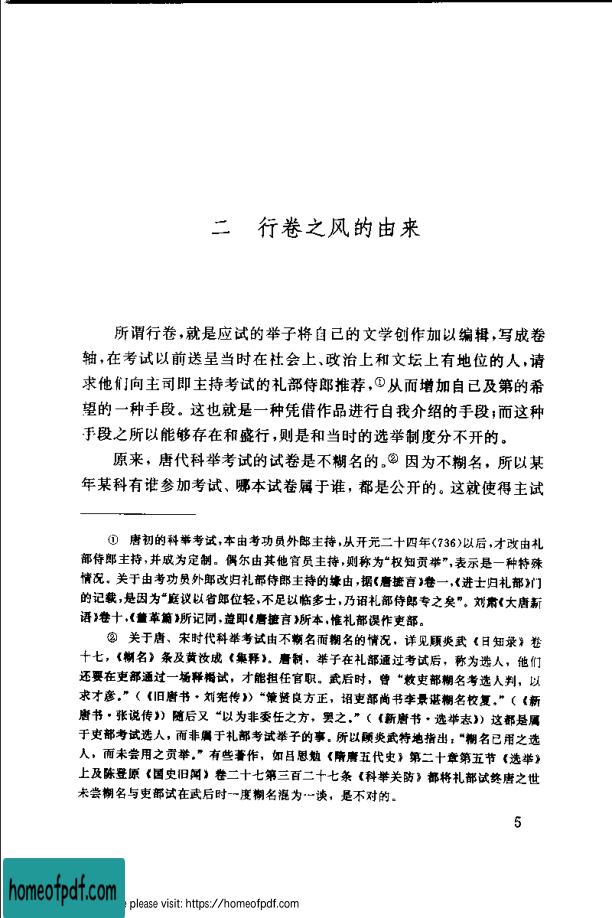 二 行卷之风的由来
所谓行卷,就是应试的举子将自己的文学创作加以编辑,写成卷
轴,在考试以前送呈当时在社会上、政治上和文坛上有地位的人,请
求他们向主司即主持考试的礼部侍郎推荐,①从而增加自己及第的希
望的一种手段。这也就是一种凭借作品进行自我介绍的手段;而这种
手段之所以能够存在和盛行,则是和当时的选举制度分不开的。
原来,唐代科举考试的试卷是不糊名的。② 因为不糊名,所以某
年某科有谁参加考试、哪本试卷属于谁,都是公开的。这就使得主试
① 唐初的科举考试,本由考功员外郎主持,从开元二十四年(736)以后,才改由礼
部侍郎主持,并成为定制。偶尔由其他官员主持,则称为“权知贡举”,表示是一种特殊
情况。关于由考功员外郎改归礼部侍郎主持的缘由,据《唐摭言》卷一,《进士归礼部》门
的记载,是因为“庭议以省郎位轻,不足以临多士,乃诏礼部侍郎专之矣”。刘肃《大唐新
语》卷十,《釐革篇》所记同,盖即《唐摭言》所本,惟礼部误作吏部。
② 关于唐、宋时代科举考试由不糊名而糊名的情况,详见顾炎武《日知录》卷
十七,《糊名》条及黄汝成《集释》。唐制,举子在礼部通过考试后,称为选人,他们
还要在吏部通过一场释褐试,才能担任官职。武后时,曾“敕吏部糊名考选人判,以
求才彦。”(《旧唐书·刘宪传》)“策贤良方正,诏吏部尚书李景谌糊名校复。”(《新
唐书·张说传》)随后又“以为非委任之方,罢之。”(《新唐书·选举志》)这都是属
于吏部考试选人,而非属于礼部考试举子的事。所以顾炎武特地指出:“糊名已用之选
人,而未尝用之贡举。”有些著作,如吕思勉《隋唐五代史》第二十章第五节《选举》
上及陈登原《国史旧闻》卷二十七第三百二十七条《科举关防》都将礼部试终唐之世
未尝糊名与吏部试在武后时一度糊名混为一谈,是不对的。
5
homeofpdf.com
please visit: https://homeofpdf.com